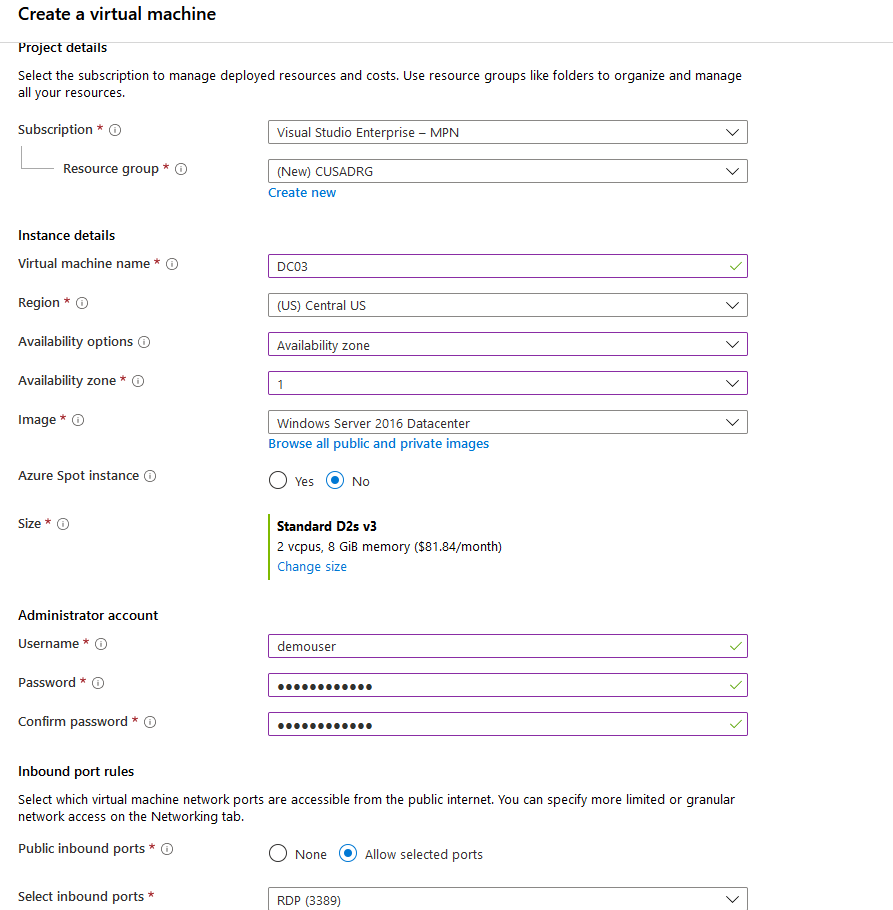 Create a virtual machine
Project details
Select the subscription to manage deployed resources and costs. Use resource groups like folders to organize and manage
all your resources.
Subscription *
Visual Studio Enterprise – MPN
Resource group *
(New) CUSADRG
Create new
Instance details
Virtual machine name *
DC03
Region *
(US) Central US
Availability options
Availability zone
Availability zone *
1
Image *
Windows Server 2016 Datacenter
Browse all public and private images
Azure Spot instance
Yes No
Size *
Standard D2s v3
2 vcpus, 8 GiB memory ($81.84/month)
Change size
Administrator account
Username *
demouser
Password *
●●●●●●●●●●●●
Confirm password *
●●●●●●●●●●●●
Inbound port rules
Select which virtual machine network ports are accessible from the public internet. You can specify more limited or granular
network access on the Networking tab.
Public inbound ports *
None Allow selected ports
Select inbound ports *
RDP (3389)